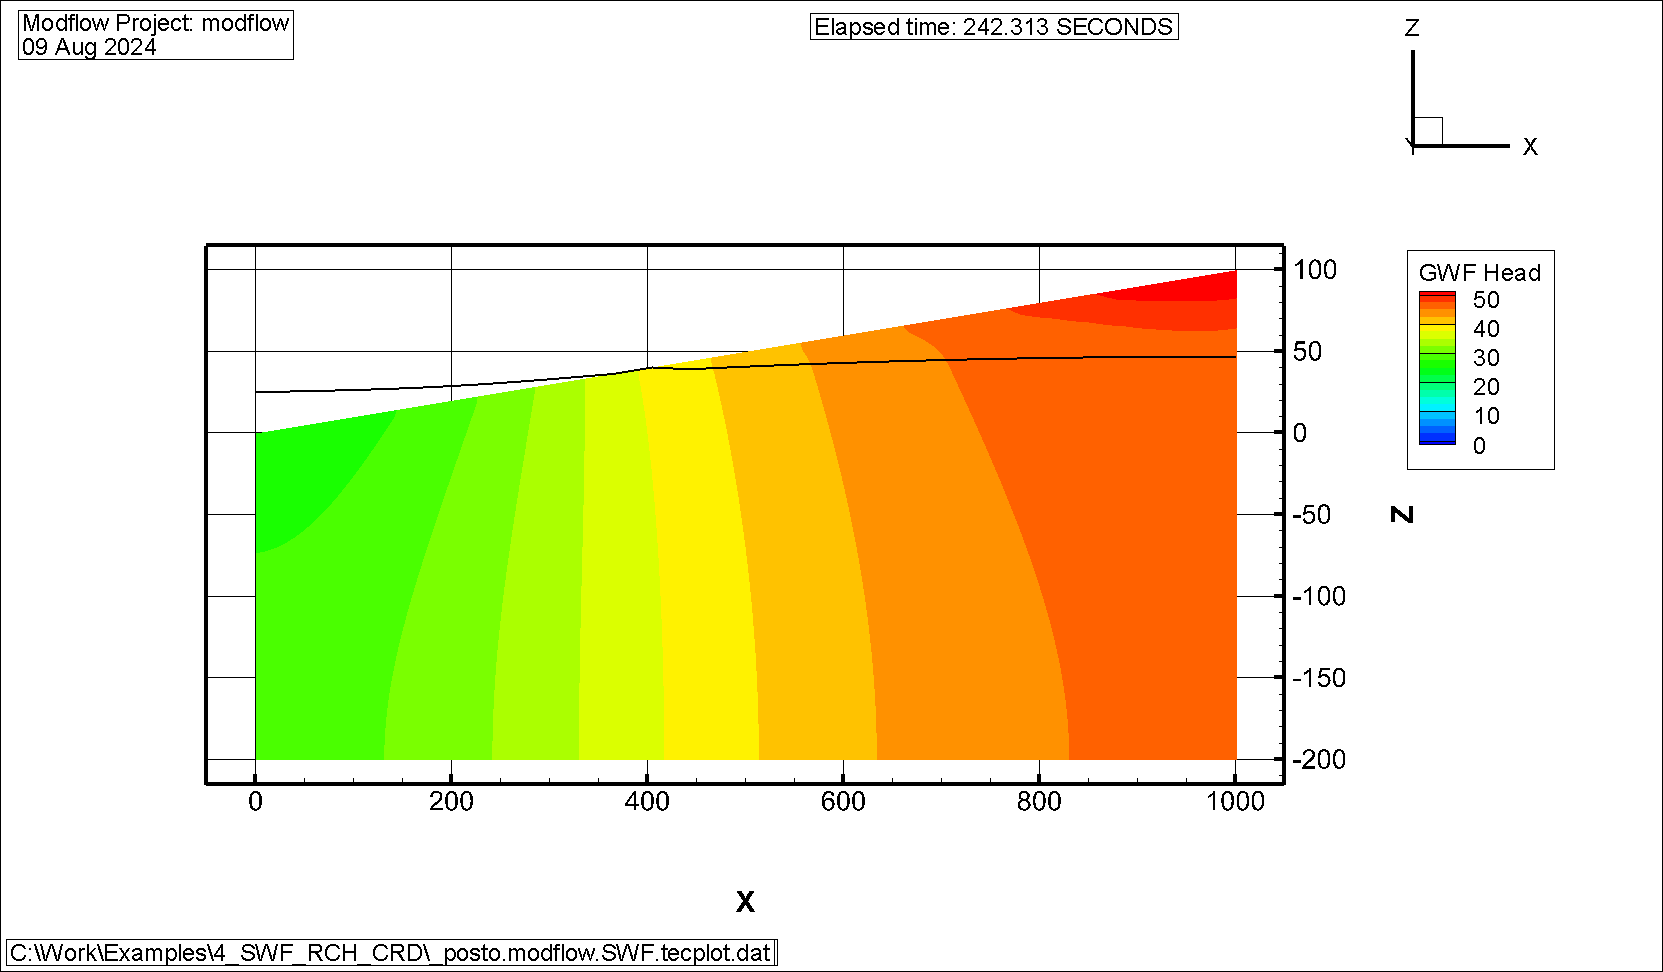 Modflow Project: modflow
09 Aug 2024
Elapsed time: 242.313 SECONDS
Z
Y
X
GWF Head
50
40
30
20
10
0
100
50
0
-50
-100
-150
-200
Z
0 200 400 600 800 1000
X
C:\Work\Examples\4_SWF_RCH_CRD\_posto.modflow.SWF.tecplot.dat